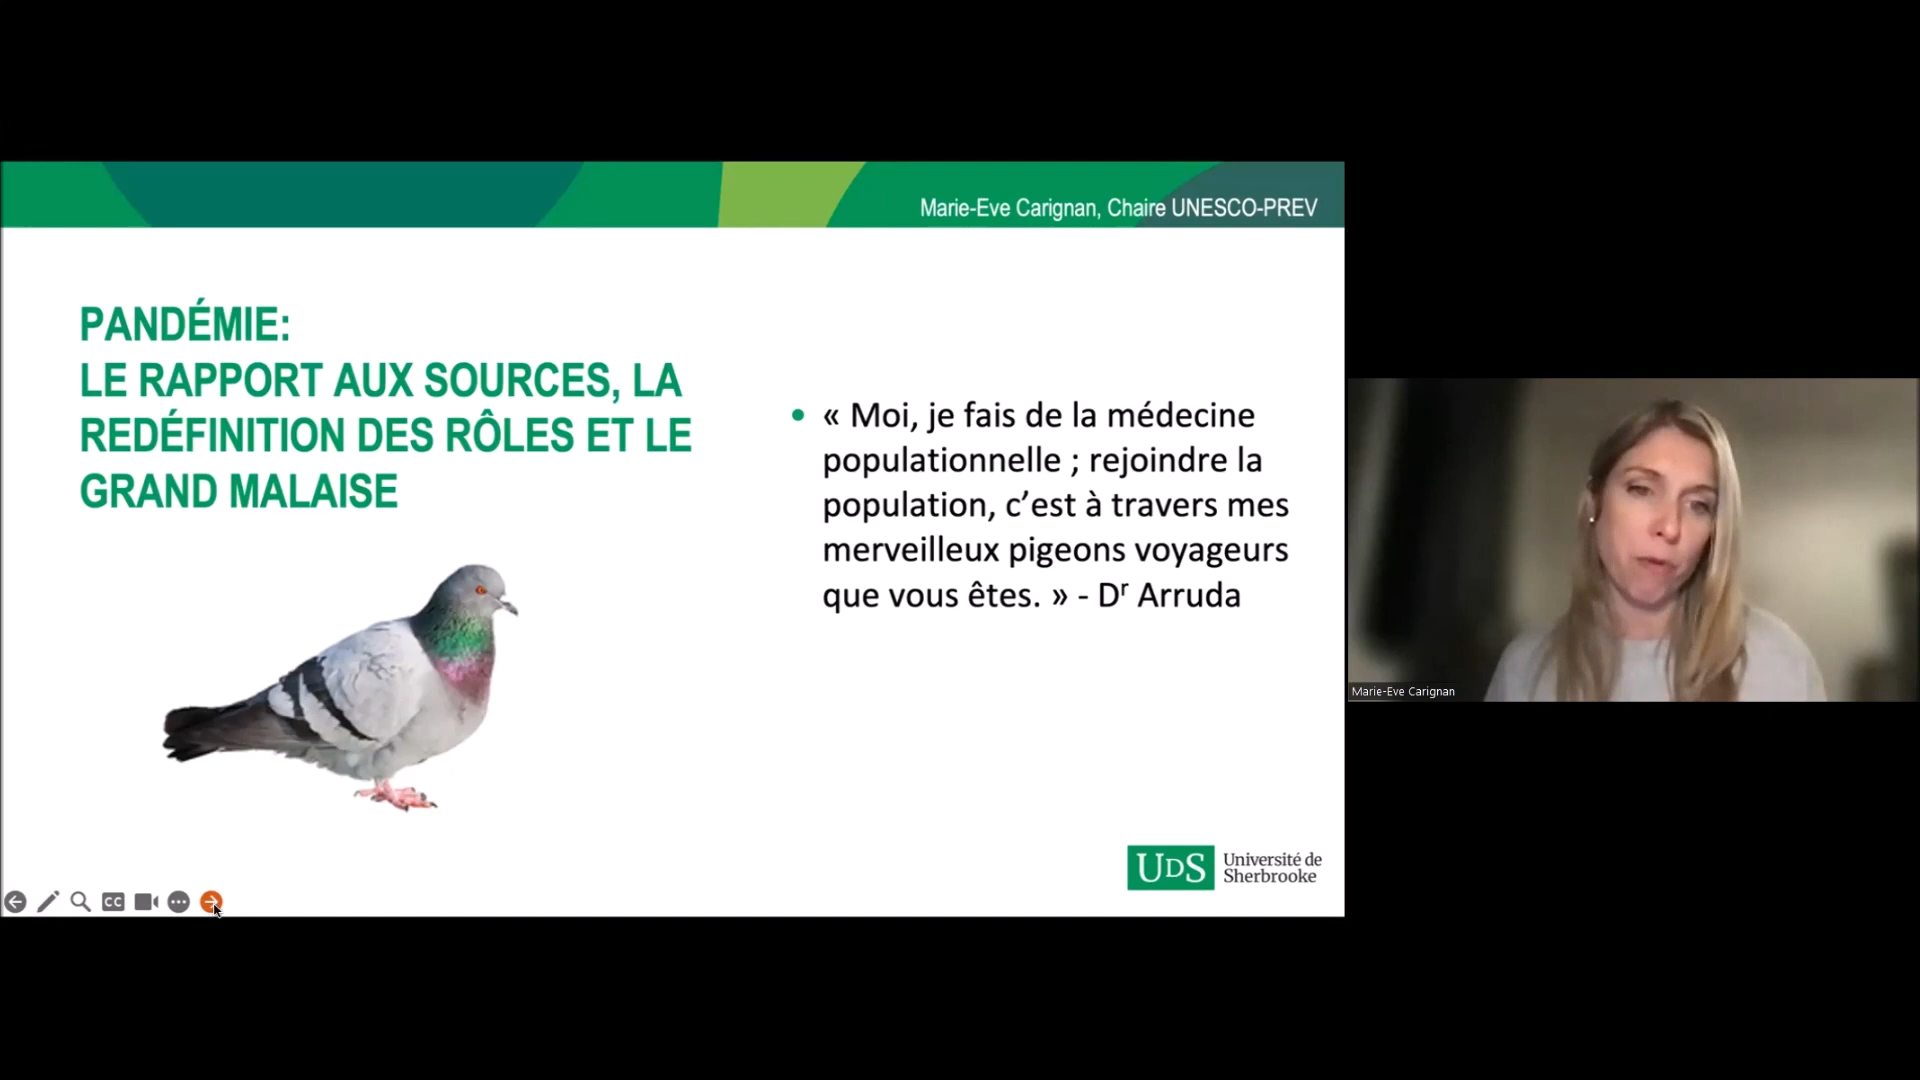 Marie-Eve Carignan, Chaire UNESCO-PREV
PANDÉMIE:
LE RAPPORT AUX SOURCES, LA
REDÉFINITION DES RÔLES ET LE
GRAND MALAISE
• « Moi, je fais de la médecine
populationnelle ; rejoindre la
population, c’est à travers mes
merveilleux pigeons voyageurs
que vous êtes. » - Dʳ Arruda
Marie-Eve Carignan
UDS
Université de
Sherbrooke
CC